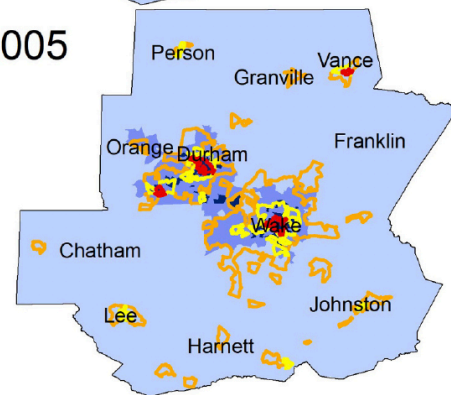 005
Person
Vance
Granville
Franklin
Orange
Durham
Wake
Chatham
Johnston
Lee
Harnett